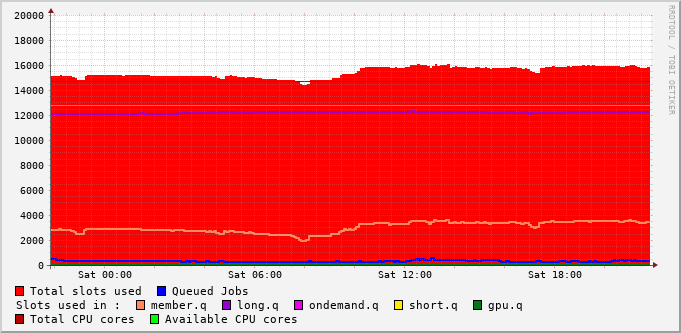 20000
18000
16000
14000
12000
10000
8000
6000
4000
2000
0
Sat 00:00 Sat 06:00 Sat 12:00 Sat 18:00
RRDTOOL / TOBI OETIKER
Total slots used Queued Jobs
Slots used in : member.q long.q ondemand.q short.q gpu.q
Total CPU cores Available CPU cores